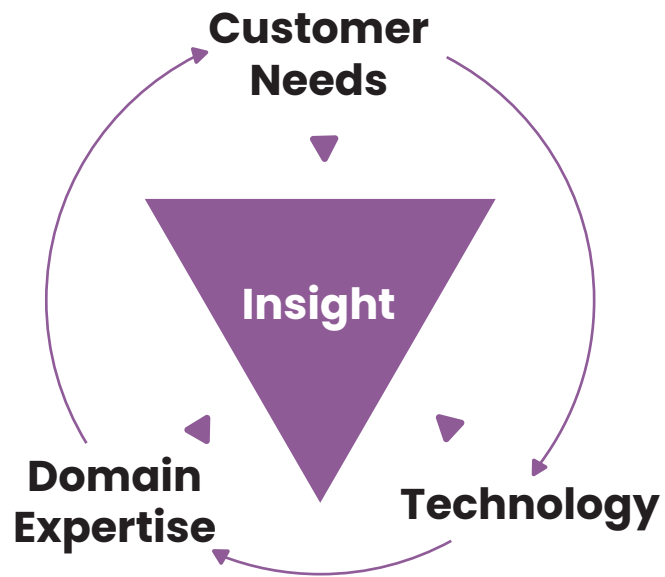 Customer
Needs
Insight
Domain
Expertise
Technology